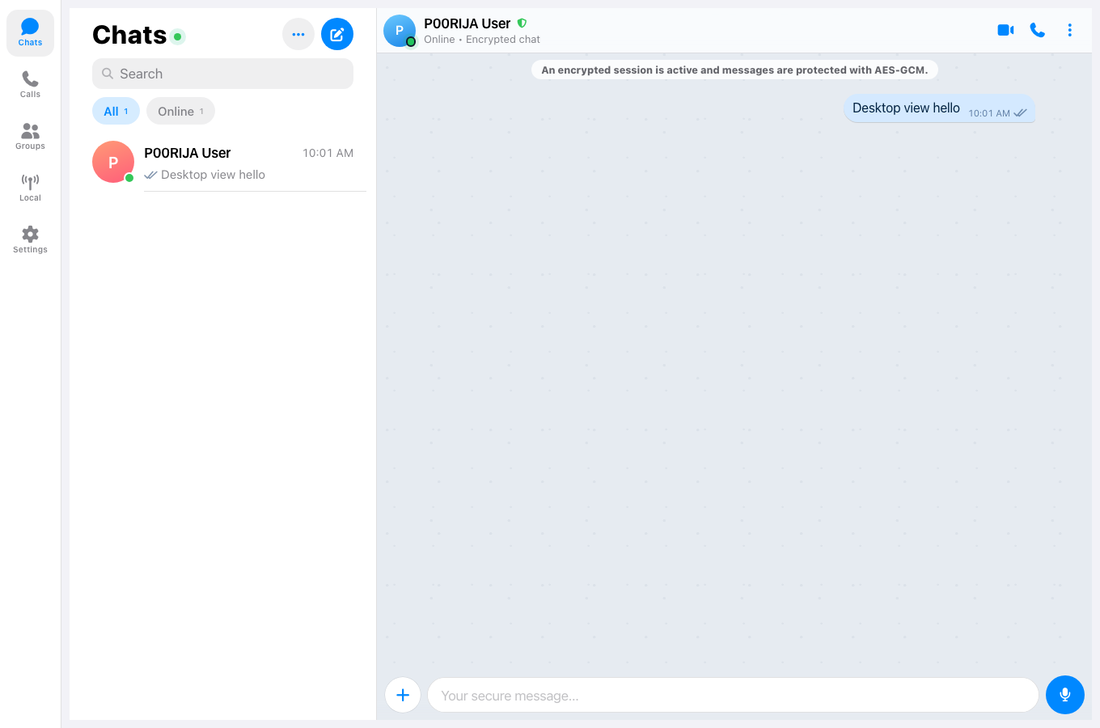 Chats
Calls
Groups
Local
Settings
Chats
Search
All 1
Online 1
P
P00RIJA User
10:01 AM
Desktop view hello
P
P00RIJA User
Online • Encrypted chat
An encrypted session is active and messages are protected with AES-GCM.
Desktop view hello 10:01 AM
Your secure message...